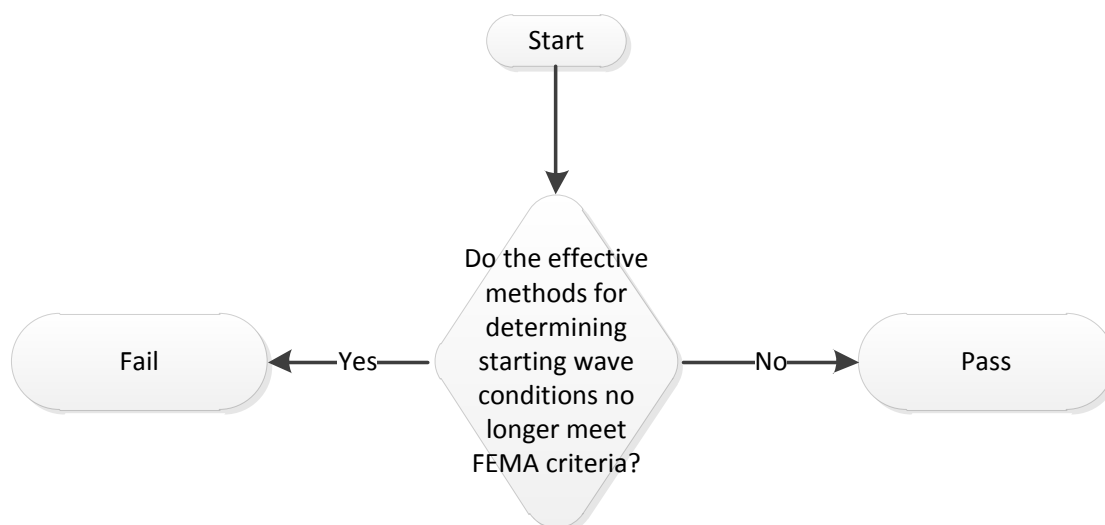 Start
Do the effective
methods for
determining
starting wave
conditions no
longer meet
FEMA criteria?
Fail
Yes
No
Pass